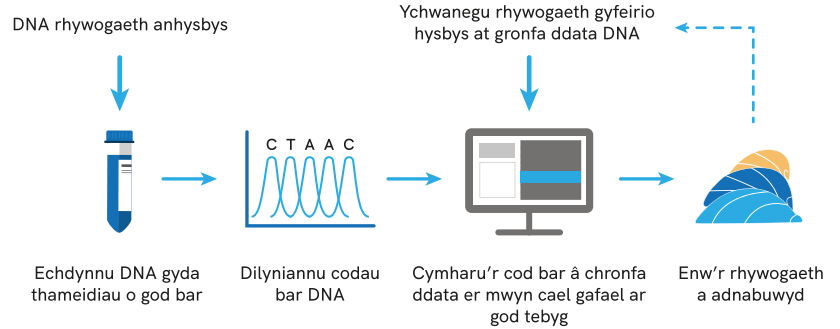 DNA rhywogaeth anhysbys
Ychwanegu rhywogaeth gyfeirio
hysbys at gronfa ddata DNA
C T A A C
Echdynnu DNA gyda
thameidiau o god bar
Dilyniannu codau
bar DNA
Cymharu’r cod bar â chronfa
ddata er mwyn cael gafael ar
god tebyg
Enw’r rhywogaeth
a adnabuwyd